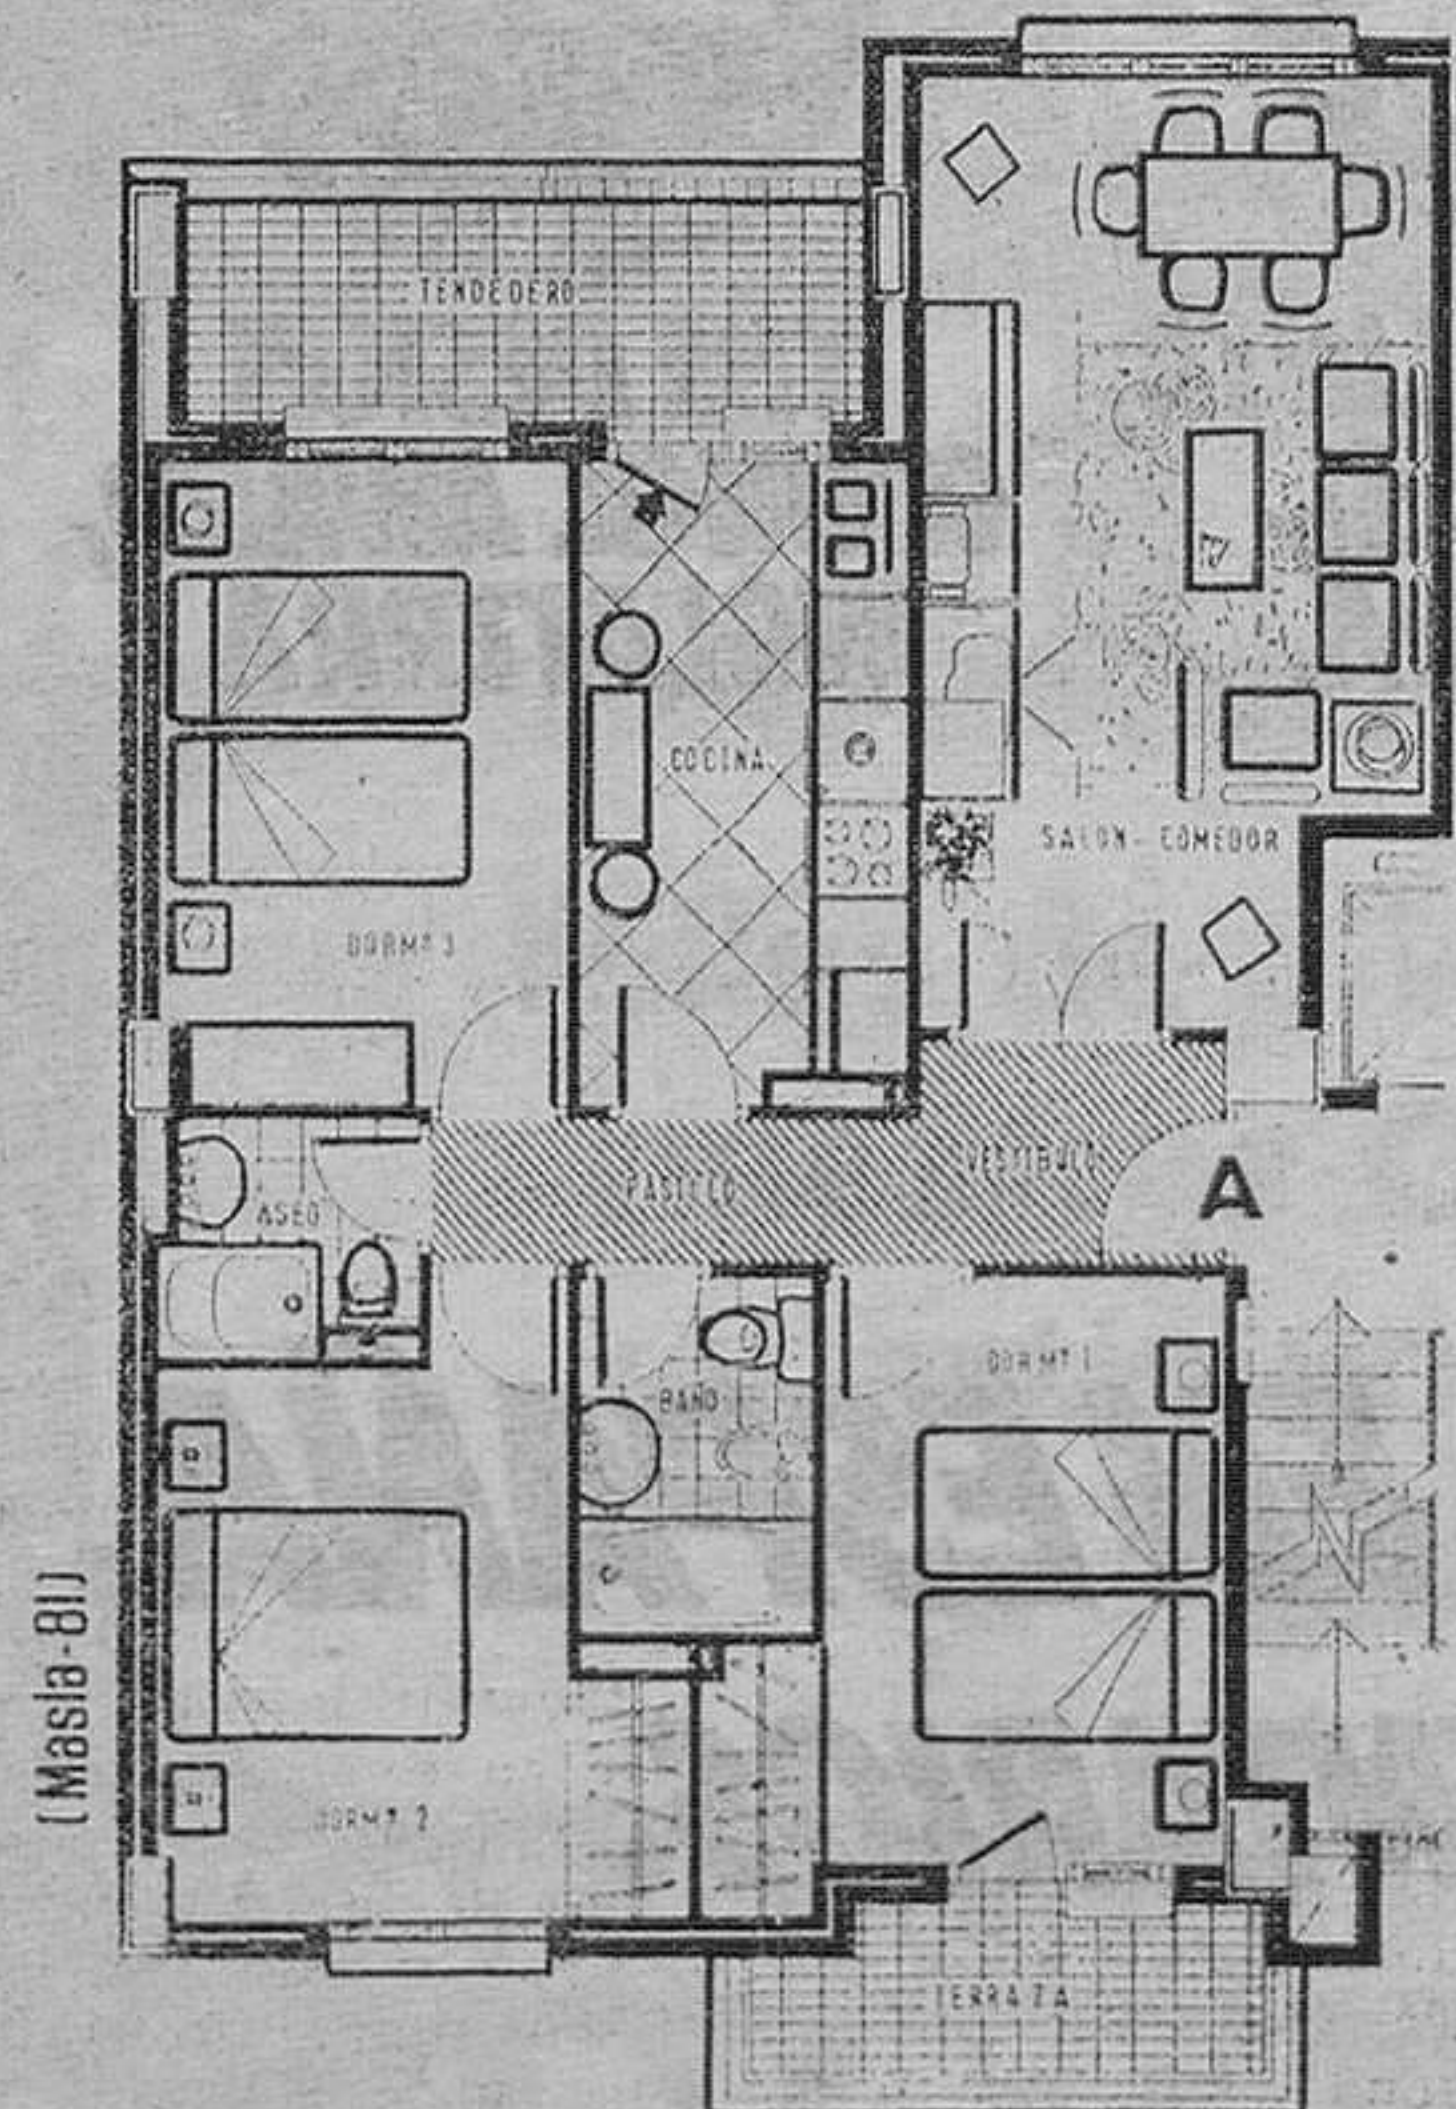 TENDEDERO
COCINA
SALON - COMEDOR
DORMº 3
VESTIBULO
PASILLO
A
ASEO
DORMº 1
BAÑO
(Masla-81)
DORMº 2
TERRAZA